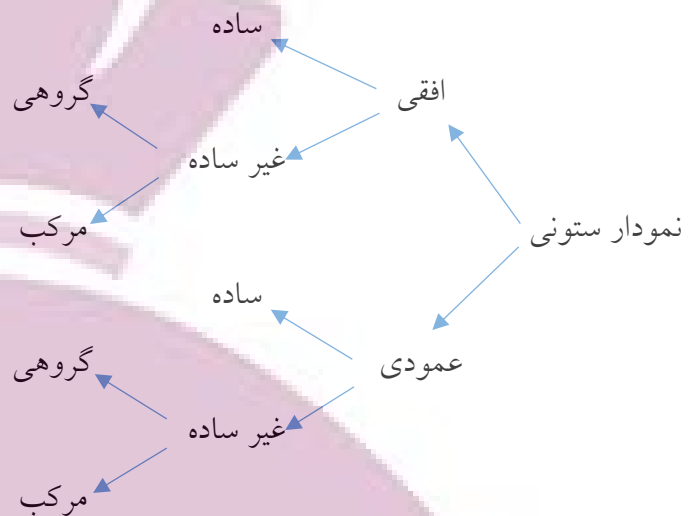 نمودار ستونی
افقی
ساده
غیر ساده
گروهی
مرکب
عمودی
ساده
غیر ساده
گروهی
مرکب